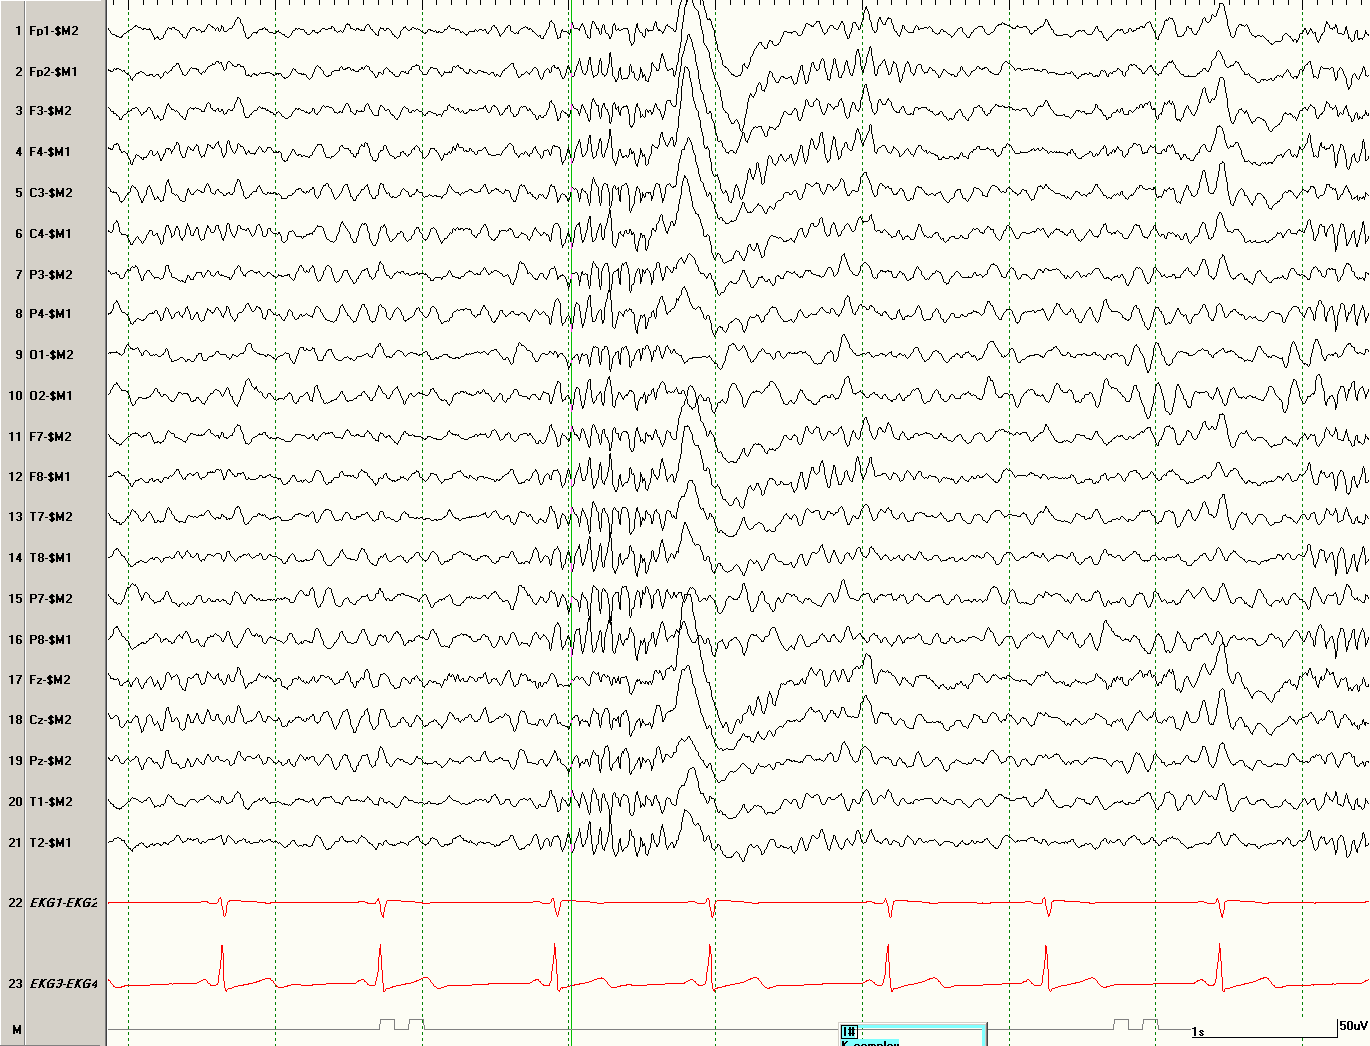 1 Fp1-$M2
2 Fp2-$M1
3 F3-$M2
4 F4-$M1
5 C3-$M2
6 C4-$M1
7 P3-$M2
8 P4-$M1
9 O1-$M2
10 O2-$M1
11 F7-$M2
12 F8-$M1
13 T7-$M2
14 T8-$M1
15 P7-$M2
16 P8-$M1
17 Fz-$M2
18 Cz-$M2
19 Pz-$M2
20 T1-$M2
21 T2-$M1
22 EKG1-EKG2
23 EKG3-EKG4
M
I#
K-complex
1s
50uV